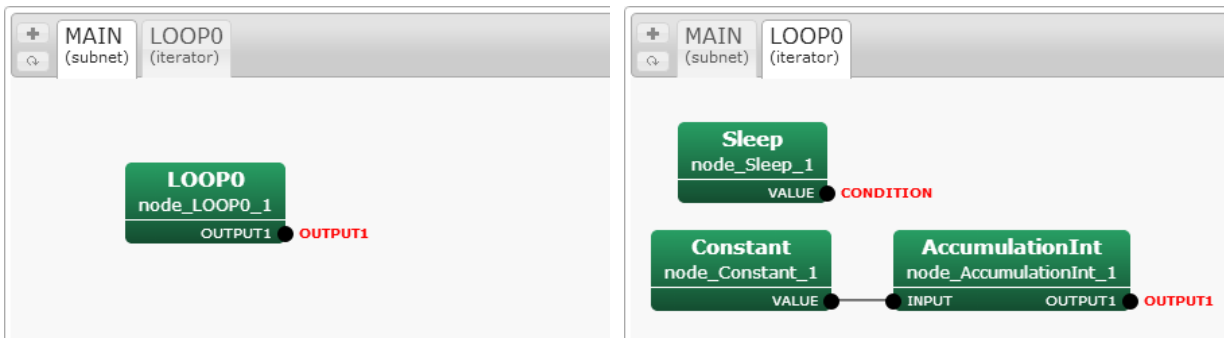 MAIN LOOP0
(subnet) (iterator)
LOOP0
node_LOOP0_1
OUTPUT1 OUTPUT1
MAIN LOOP0
(subnet) (iterator)
Sleep
node_Sleep_1
VALUE CONDITION
Constant
node_Constant_1
VALUE
AccumulationInt
node_AccumulationInt_1
INPUT OUTPUT1 OUTPUT1